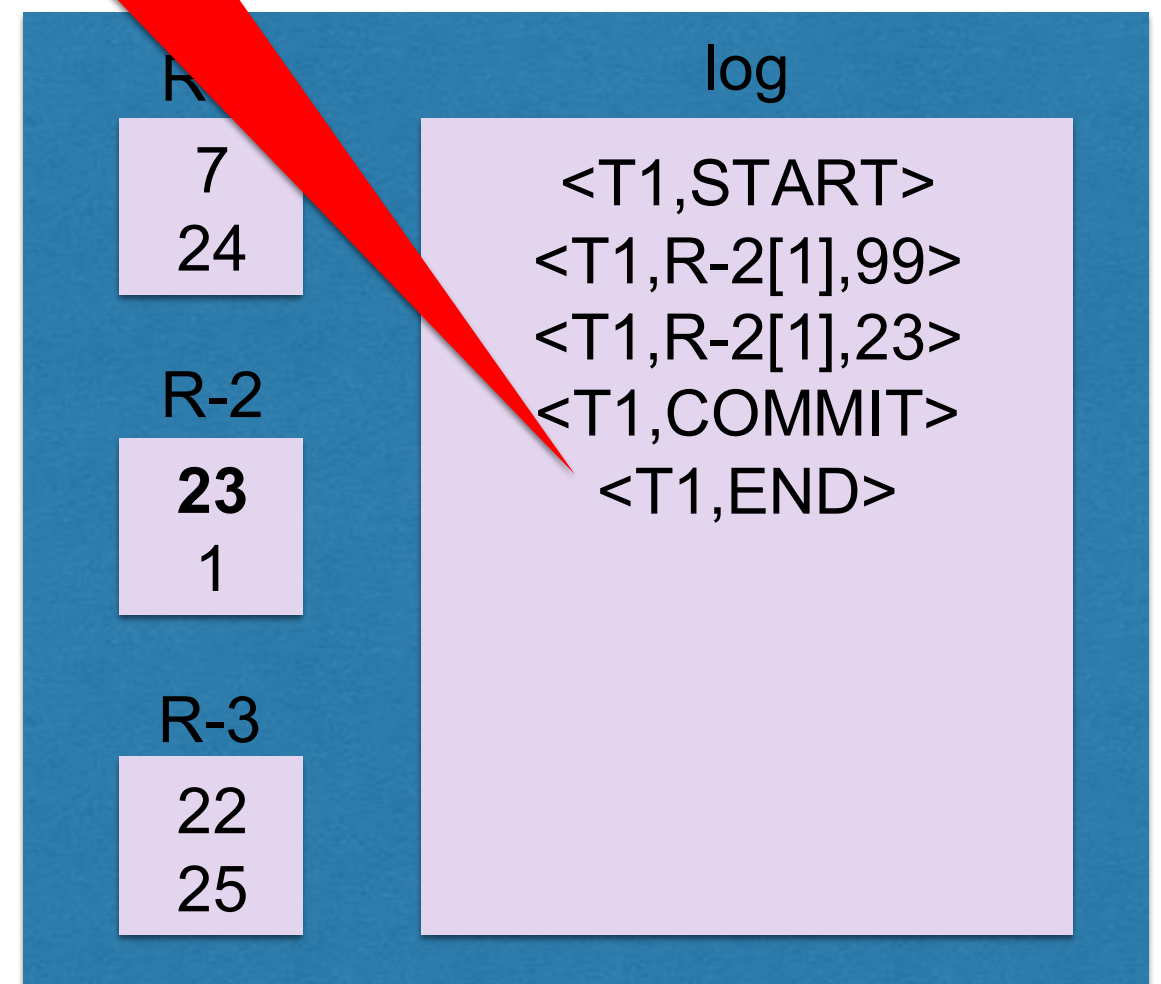 log
7
24
R-2
23
1
R-3
22
25
<T1,START>
<T1,R-2[1],99>
<T1,R-2[1],23>
<T1,COMMIT>
<T1,END>